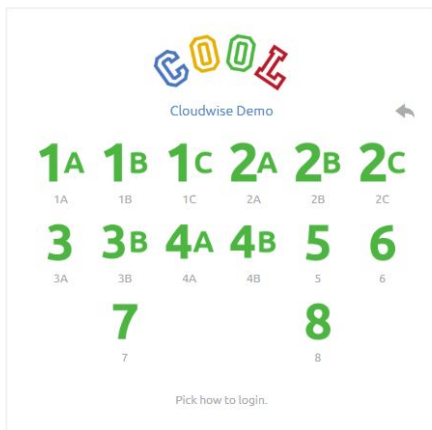 COOL
Cloudwise Demo
1A 1B 1C 2A 2B 2C
1A 1B 1C 2A 2B 2C
3 3B 4A 4B 5 6
3A 3B 4A 4B 5 6
7 8
7 8
Pick how to login.